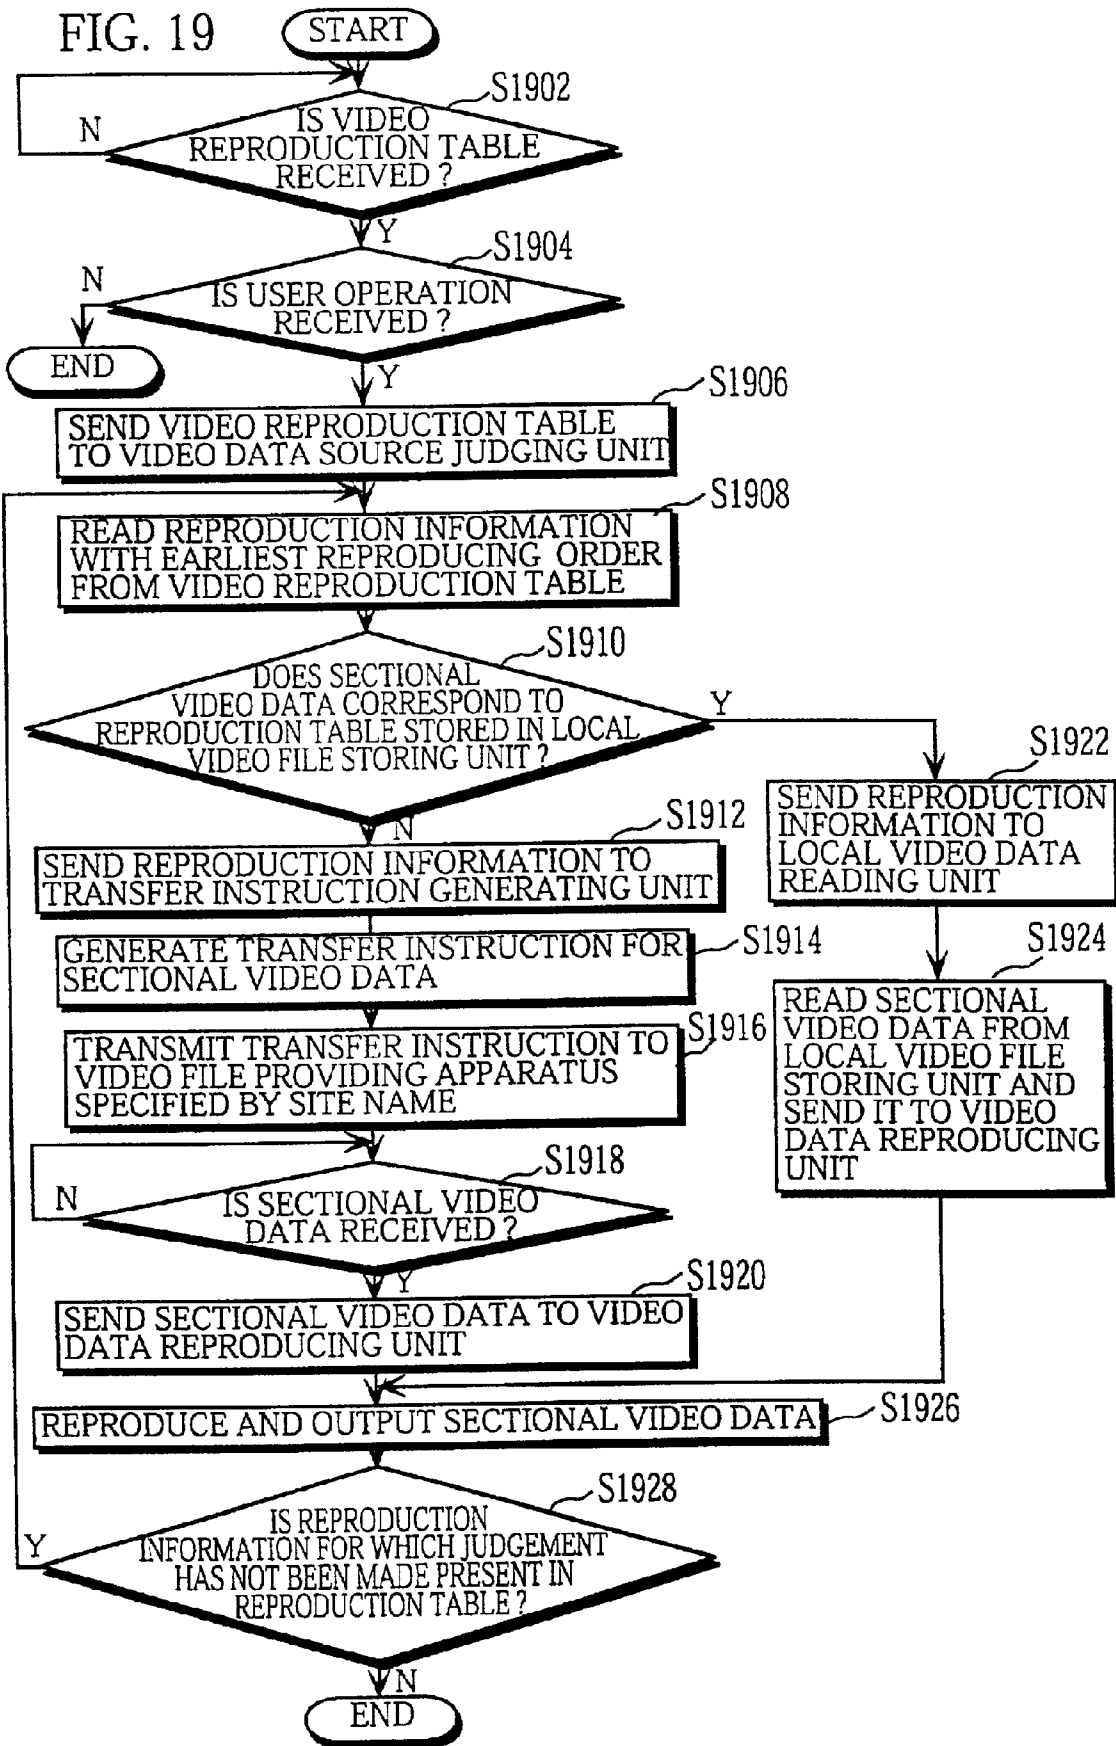 FIG. 19
START
S1902
IS VIDEO
REPRODUCTION TABLE
RECEIVED ?
N
Y
S1904
IS USER OPERATION
RECEIVED ?
N
END
Y
S1906
SEND VIDEO REPRODUCTION TABLE
TO VIDEO DATA SOURCE JUDGING UNIT
S1908
READ REPRODUCTION INFORMATION
WITH EARLIEST REPRODUCING ORDER
FROM VIDEO REPRODUCTION TABLE
S1910
DOES SECTIONAL
VIDEO DATA CORRESPOND TO
REPRODUCTION TABLE STORED IN LOCAL
VIDEO FILE STORING UNIT ?
Y
N
S1912
SEND REPRODUCTION INFORMATION TO
TRANSFER INSTRUCTION GENERATING UNIT
S1914
GENERATE TRANSFER INSTRUCTION FOR
SECTIONAL VIDEO DATA
S1916
TRANSMIT TRANSFER INSTRUCTION TO
VIDEO FILE PROVIDING APPARATUS
SPECIFIED BY SITE NAME
S1918
IS SECTIONAL VIDEO
DATA RECEIVED ?
N
Y
S1920
SEND SECTIONAL VIDEO DATA TO VIDEO
DATA REPRODUCING UNIT
S1922
SEND REPRODUCTION
INFORMATION TO
LOCAL VIDEO DATA
READING UNIT
S1924
READ SECTIONAL
VIDEO DATA FROM
LOCAL VIDEO FILE
STORING UNIT AND
SEND IT TO VIDEO
DATA REPRODUCING
UNIT
REPRODUCE AND OUTPUT SECTIONAL VIDEO DATA
S1926
S1928
IS REPRODUCTION
INFORMATION FOR WHICH JUDGEMENT
HAS NOT BEEN MADE PRESENT IN
REPRODUCTION TABLE ?
Y
N
END